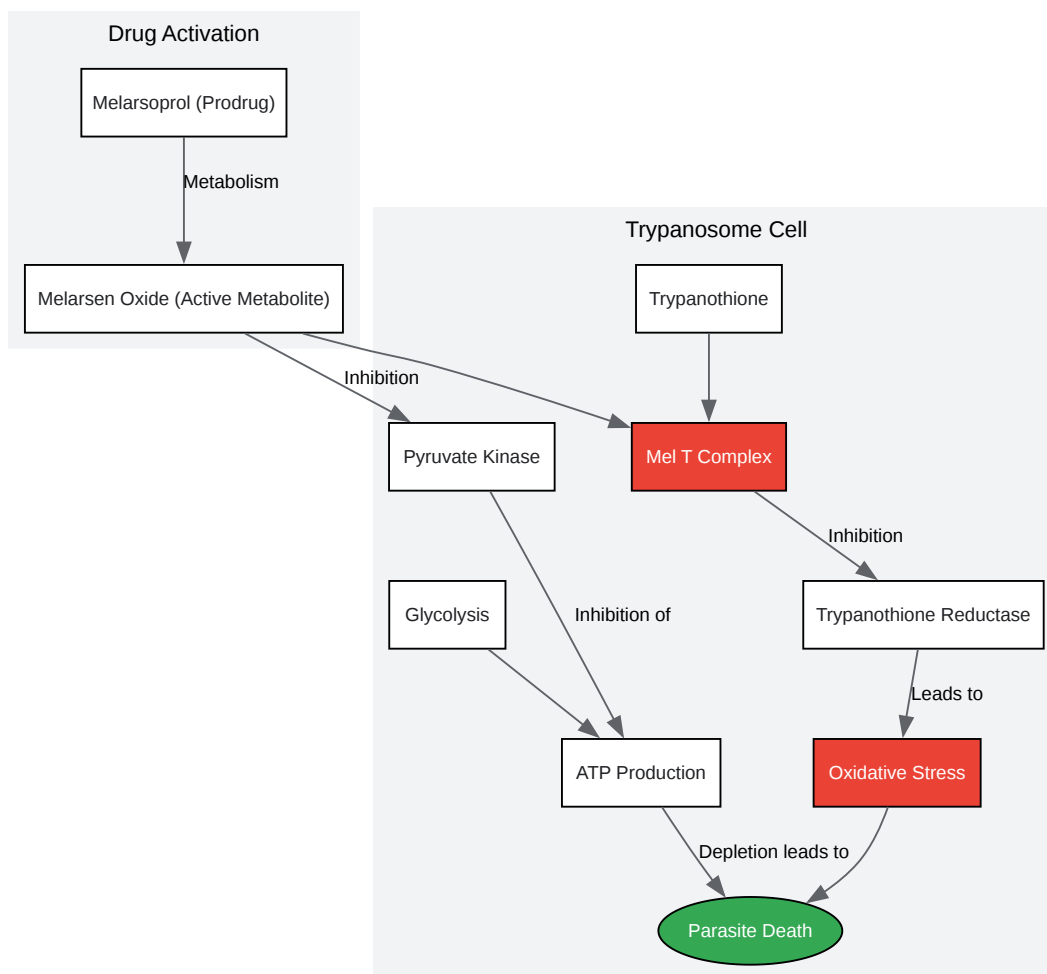 Drug Activation
Melarsoprol (Prodrug)
Metabolism
Trypanosome Cell
Melarsen Oxide (Active Metabolite)
Trypanothione
Inhibition
Pyruvate Kinase
Mel T Complex
Inhibition
Glycolysis
Inhibition of
Trypanothione Reductase
Leads to
ATP Production
Oxidative Stress
Depletion leads to
Parasite Death